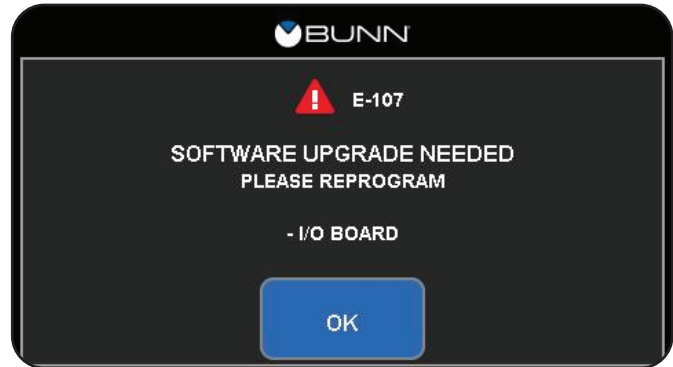 BUNN
E-107
SOFTWARE UPGRADE NEEDED
PLEASE REPROGRAM
- I/O BOARD
OK